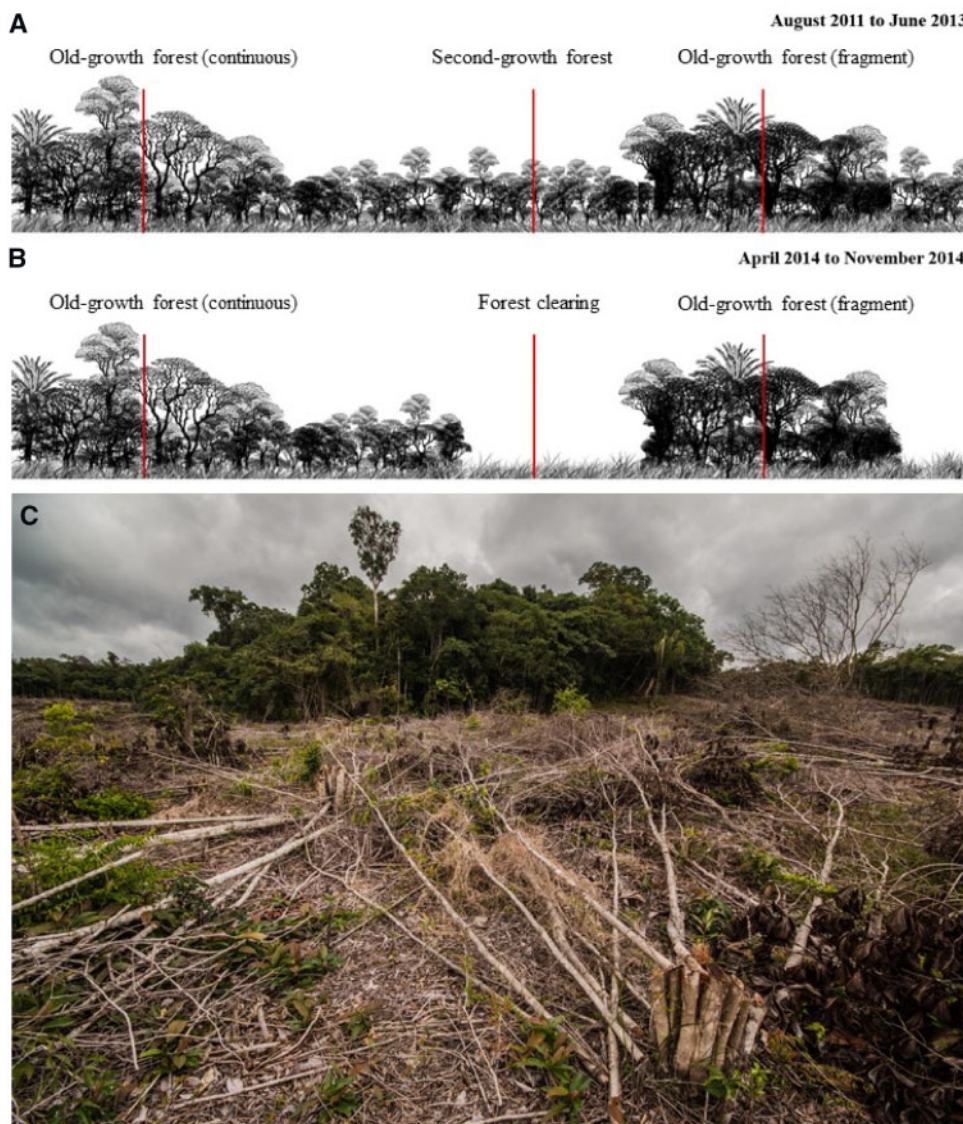 A
August 2011 to June 2013
Old-growth forest (continuous)
Second-growth forest
Old-growth forest (fragment)
B
April 2014 to November 2014
Old-growth forest (continuous)
Forest clearing
Old-growth forest (fragment)
C